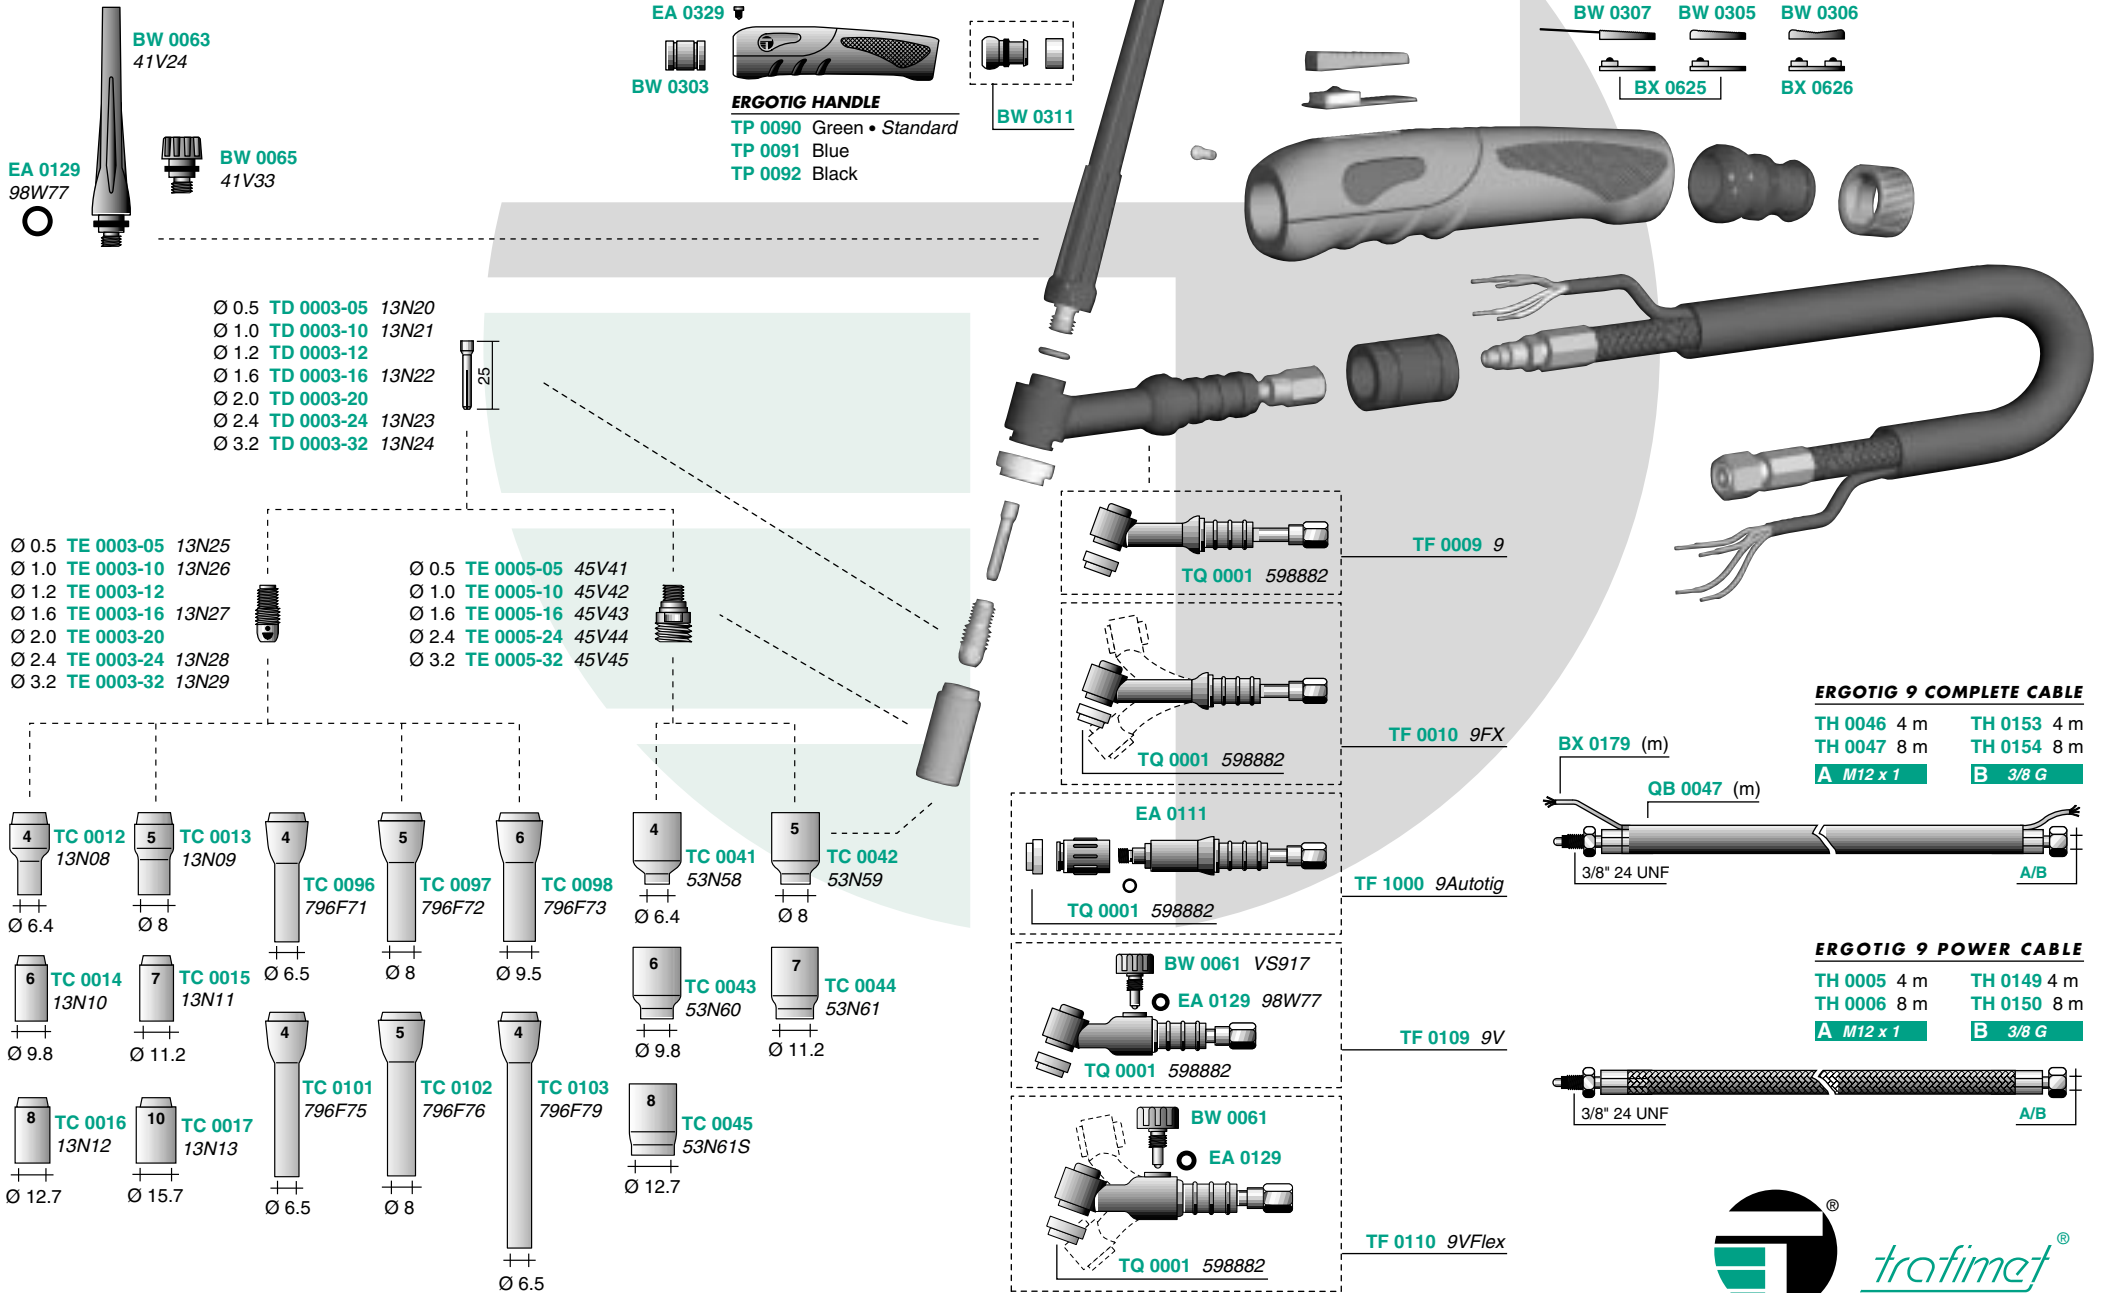 BW 0063
41V24
EA 0129
98W77
BW 0065
41V33
EA 0329
BW 0303
ERGOTIG HANDLE
TP 0090 Green • Standard
TP 0091 Blue
TP 0092 Black
BW 0311
BW 0307 BW 0305 BW 0306
BX 0625 BX 0626
Ø 0.5 TD 0003-05 13N20
Ø 1.0 TD 0003-10 13N21
Ø 1.2 TD 0003-12
Ø 1.6 TD 0003-16 13N22
Ø 2.0 TD 0003-20
Ø 2.4 TD 0003-24 13N23
Ø 3.2 TD 0003-32 13N24
25
Ø 0.5 TE 0003-05 13N25
Ø 1.0 TE 0003-10 13N26
Ø 1.2 TE 0003-12
Ø 1.6 TE 0003-16 13N27
Ø 2.0 TE 0003-20
Ø 2.4 TE 0003-24 13N28
Ø 3.2 TE 0003-32 13N29
Ø 0.5 TE 0005-05 45V41
Ø 1.0 TE 0005-10 45V42
Ø 1.6 TE 0005-16 45V43
Ø 2.4 TE 0005-24 45V44
Ø 3.2 TE 0005-32 45V45
4 TC 0012
13N08
Ø 6.4
5 TC 0013
13N09
Ø 8
4
TC 0096
796F71
Ø 6.5
5
TC 0097
796F72
Ø 8
6
TC 0098
796F73
Ø 9.5
4
TC 0041
53N58
Ø 6.4
5
TC 0042
53N59
Ø 8
6 TC 0014
13N10
Ø 9.8
7 TC 0015
13N11
Ø 11.2
6
TC 0043
53N60
Ø 9.8
7
TC 0044
53N61
Ø 11.2
4
TC 0101
796F75
Ø 6.5
5
TC 0102
796F76
Ø 8
4
TC 0103
796F79
Ø 6.5
8 TC 0016
13N12
Ø 12.7
10 TC 0017
13N13
Ø 15.7
8
TC 0045
53N61S
Ø 12.7
TF 0009 9
TQ 0001 598882
TF 0010 9FX
TQ 0001 598882
EA 0111
TF 1000 9Autotig
TQ 0001 598882
BW 0061 VS917
EA 0129 98W77
TF 0109 9V
TQ 0001 598882
BW 0061
EA 0129
TF 0110 9VFlex
TQ 0001 598882
ERGOTIG 9 COMPLETE CABLE
TH 0046 4 m TH 0153 4 m
TH 0047 8 m TH 0154 8 m
A M12 x 1 B 3/8 G
BX 0179 (m)
QB 0047 (m)
3/8" 24 UNF
A/B
ERGOTIG 9 POWER CABLE
TH 0005 4 m TH 0149 4 m
TH 0006 8 m TH 0150 8 m
A M12 x 1 B 3/8 G
3/8" 24 UNF
A/B
®
trafimet ®